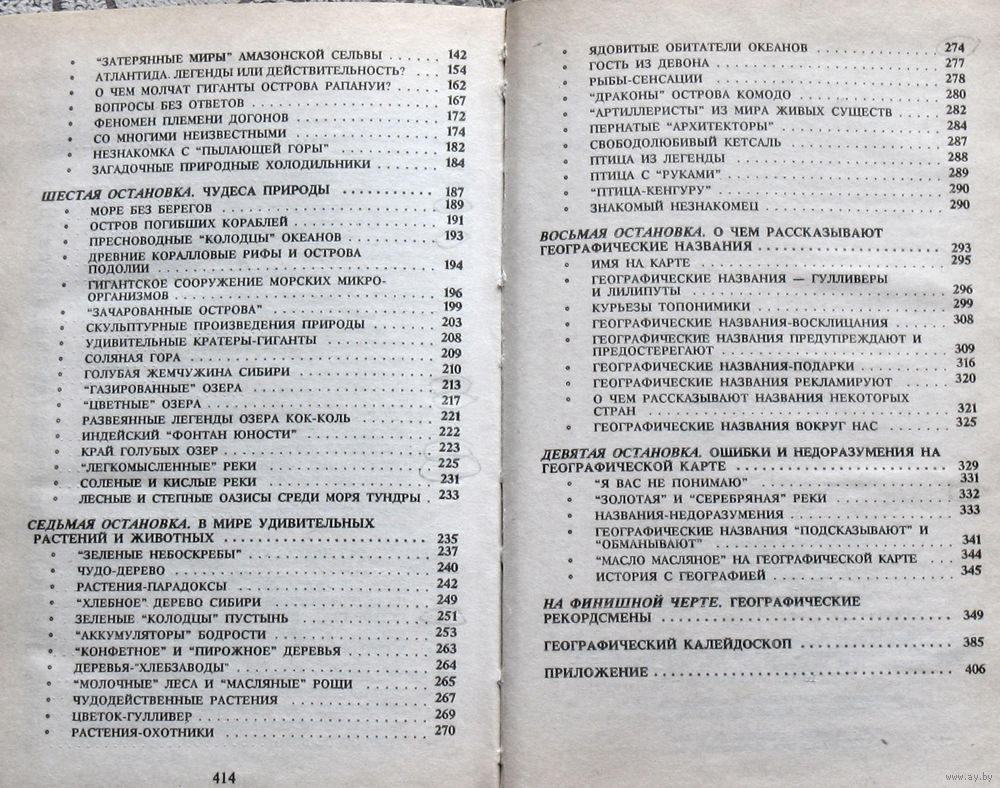 “ЗАТЕРЯННЫЕ МИРЫ” АМАЗОНСКОЙ СЕЛЬВЫ 142
АТЛАНТИДА. ЛЕГЕНДЫ ИЛИ ДЕЙСТВИТЕЛЬНОСТЬ? 154
О ЧЕМ МОЛЧАТ ГИГАНТЫ ОСТРОВА РАПАНУИ? 162
ВОПРОСЫ БЕЗ ОТВЕТОВ 167
ФЕНОМЕН ПЛЕМЕНИ ДОГОНОВ 172
СО МНОГИМИ НЕИЗВЕСТНЫМИ 174
НЕЗНАКОМКА С “ПЫЛАЮЩЕЙ ГОРЫ” 182
ЗАГАДОЧНЫЕ ПРИРОДНЫЕ ХОЛОДИЛЬНИКИ 184
ШЕСТАЯ ОСТАНОВКА. ЧУДЕСА ПРИРОДЫ 187
МОРЕ БЕЗ БЕРЕГОВ 189
ОСТРОВ ПОГИБШИХ КОРАБЛЕЙ 191
ПРЕСНОВОДНЫЕ “КОЛОДЦЫ” ОКЕАНОВ 193
ДРЕВНИЕ КОРАЛЛОВЫЕ РИФЫ И ОСТРОВА
ПОДОЛИИ 194
ГИГАНТСКОЕ СООРУЖЕНИЕ МОРСКИХ МИКРО-
ОРГАНИЗМОВ 196
“ЗАЧАРОВАННЫЕ ОСТРОВА” 199
СКУЛЬПТУРНЫЕ ПРОИЗВЕДЕНИЯ ПРИРОДЫ 203
УДИВИТЕЛЬНЫЕ КРАТЕРЫ-ГИГАНТЫ 208
СОЛЯНАЯ ГОРА 209
ГОЛУБАЯ ЖЕМЧУЖИНА СИБИРИ 210
“ГАЗИРОВАННЫЕ” ОЗЕРА 213
“ЦВЕТНЫЕ” ОЗЕРА 217
РАЗВЕЯННЫЕ ЛЕГЕНДЫ ОЗЕРА КОК-КОЛЬ 221
ИНДЕЙСКИЙ “ФОНТАН ЮНОСТИ” 222
КРАЙ ГОЛУБЫХ ОЗЕР 223
“ЛЕГКОМЫСЛЕННЫЕ” РЕКИ 225
СОЛЕНЫЕ И КИСЛЫЕ РЕКИ 231
ЛЕСНЫЕ И СТЕПНЫЕ ОАЗИСЫ СРЕДИ МОРЯ ТУНДРЫ 233
СЕДЬМАЯ ОСТАНОВКА. В МИРЕ УДИВИТЕЛЬНЫХ
РАСТЕНИЙ И ЖИВОТНЫХ 235
“ЗЕЛЕНЫЕ НЕБОСКРЕБЫ” 237
ЧУДО-ДЕРЕВО 240
РАСТЕНИЯ-ПАРАДОКСЫ 242
“ХЛЕБНОЕ” ДЕРЕВО СИБИРИ 249
ЗЕЛЕНЫЕ “КОЛОДЦЫ” ПУСТЫНЬ 251
“АККУМУЛЯТОРЫ” БОДРОСТИ 253
“КОНФЕТНОЕ” И “ПИРОЖНОЕ” ДЕРЕВЬЯ 263
ДЕРЕВЬЯ-“ХЛЕБЗАВОДЫ” 264
“МОЛОЧНЫЕ” ЛЕСА И “МАСЛЯНЫЕ” РОЩИ 265
ЧУДОДЕЙСТВЕННЫЕ РАСТЕНИЯ 267
ЦВЕТОК-ГУЛЛИВЕР 269
РАСТЕНИЯ-ОХОТНИКИ 270
414
ЯДОВИТЫЕ ОБИТАТЕЛИ ОКЕАНОВ 274
ГОСТЬ ИЗ ДЕВОНА 277
РЫБЫ-СЕНСАЦИИ 278
“ДРАКОНЫ” ОСТРОВА КОМОДО 280
“АРТИЛЛЕРИСТЫ” ИЗ МИРА ЖИВЫХ СУЩЕСТВ 282
ПЕРНАТЫЕ “АРХИТЕКТОРЫ” 284
СВОБОДОЛЮБИВЫЙ КЕТСАЛЬ 287
ПТИЦА ИЗ ЛЕГЕНДЫ 288
ПТИЦА С “РУКАМИ” 289
“ПТИЦА-КЕНГУРУ” 290
ЗНАКОМЫЙ НЕЗНАКОМЕЦ 290
ВОСЬМАЯ ОСТАНОВКА. О ЧЕМ РАССКАЗЫВАЮТ
ГЕОГРАФИЧЕСКИЕ НАЗВАНИЯ 293
ИМЯ НА КАРТЕ 295
ГЕОГРАФИЧЕСКИЕ НАЗВАНИЯ — ГУЛЛИВЕРЫ
И ЛИЛИПУТЫ 296
КУРЬЕЗЫ ТОПОНИМИКИ 299
ГЕОГРАФИЧЕСКИЕ НАЗВАНИЯ-ВОСКЛИЦАНИЯ 308
ГЕОГРАФИЧЕСКИЕ НАЗВАНИЯ ПРЕДУПРЕЖДАЮТ И
ПРЕДОСТЕРЕГАЮТ 309
ГЕОГРАФИЧЕСКИЕ НАЗВАНИЯ-ПОДАРКИ 316
ГЕОГРАФИЧЕСКИЕ НАЗВАНИЯ РЕКЛАМИРУЮТ 320
О ЧЕМ РАССКАЗЫВАЮТ НАЗВАНИЯ НЕКОТОРЫХ
СТРАН 321
ГЕОГРАФИЧЕСКИЕ НАЗВАНИЯ ВОКРУГ НАС 325
ДЕВЯТАЯ ОСТАНОВКА. ОШИБКИ И НЕДОРАЗУМЕНИЯ НА
ГЕОГРАФИЧЕСКОЙ КАРТЕ 329
“Я ВАС НЕ ПОНИМАЮ” 331
“ЗОЛОТАЯ” И “СЕРЕБРЯНАЯ” РЕКИ 332
НАЗВАНИЯ-НЕДОРАЗУМЕНИЯ 333
ГЕОГРАФИЧЕСКИЕ НАЗВАНИЯ “ПОДСКАЗЫВАЮТ” И
“ОБМАНЫВАЮТ” 341
“МАСЛО МАСЛЯНОЕ” НА ГЕОГРАФИЧЕСКОЙ КАРТЕ 344
ИСТОРИЯ С ГЕОГРАФИЕЙ 345
НА ФИНИШНОЙ ЧЕРТЕ. ГЕОГРАФИЧЕСКИЕ
РЕКОРДСМЕНЫ 349
ГЕОГРАФИЧЕСКИЙ КАЛЕЙДОСКОП 385
ПРИЛОЖЕНИЕ 406
www.ay.by